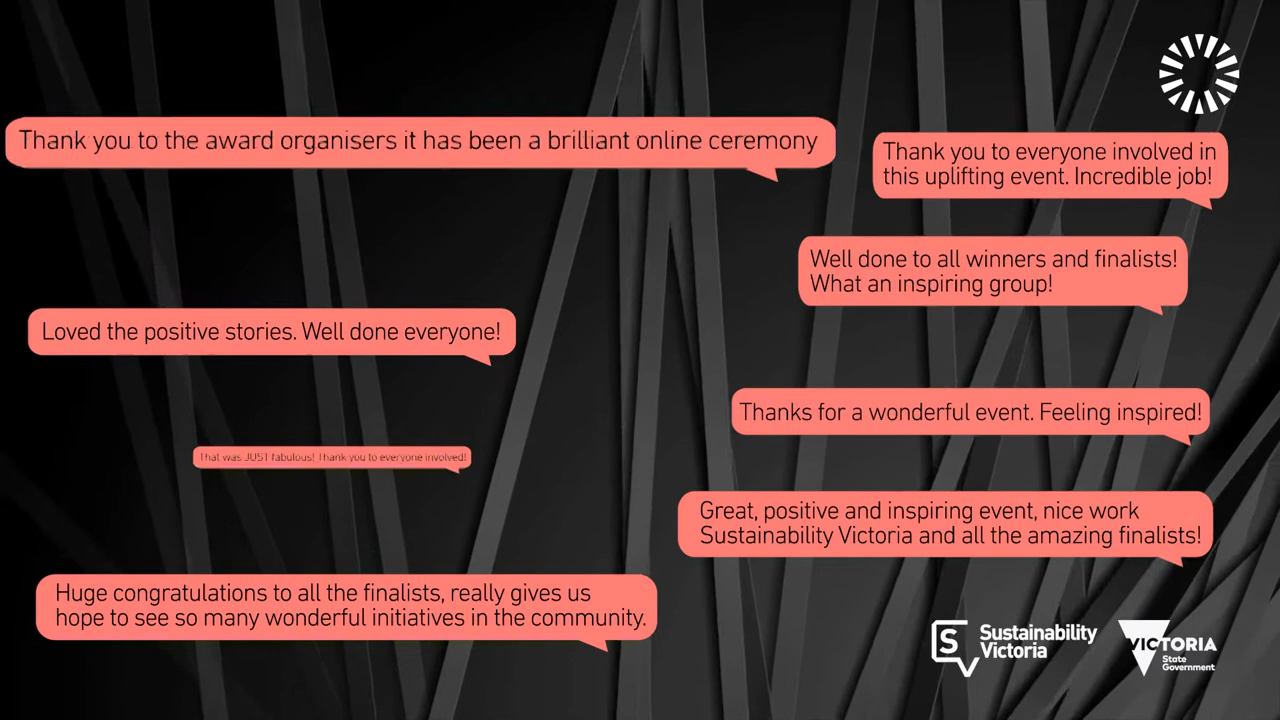 Thank you to the award organisers it has been a brilliant online ceremony
Thank you to everyone involved in
this uplifting event. Incredible job!
Well done to all winners and finalists!
What an inspiring group!
Loved the positive stories. Well done everyone!
Thanks for a wonderful event. Feeling inspired!
That was JUST fabulous! Thank you to everyone involved!
Great, positive and inspiring event, nice work
Sustainability Victoria and all the amazing finalists!
Huge congratulations to all the finalists, really gives us
hope to see so many wonderful initiatives in the community.
S
Sustainability
Victoria
VICTORIA
State
Government